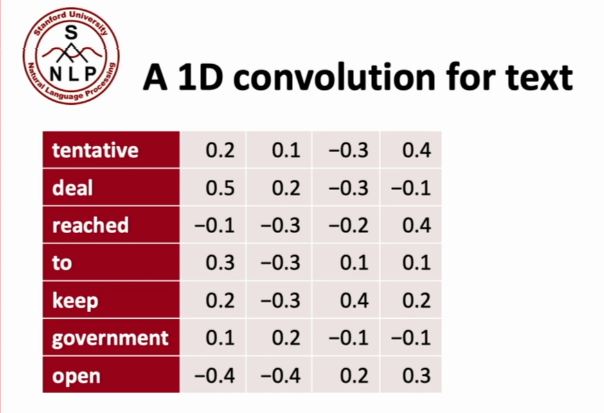 Stanford University
S
N L P
Natural Language Processing
A 1D convolution for text
tentative 0.2 0.1 −0.3 0.4
deal 0.5 0.2 −0.3 −0.1
reached −0.1 −0.3 −0.2 0.4
to 0.3 −0.3 0.1 0.1
keep 0.2 −0.3 0.4 0.2
government 0.1 0.2 −0.1 −0.1
open −0.4 −0.4 0.2 0.3